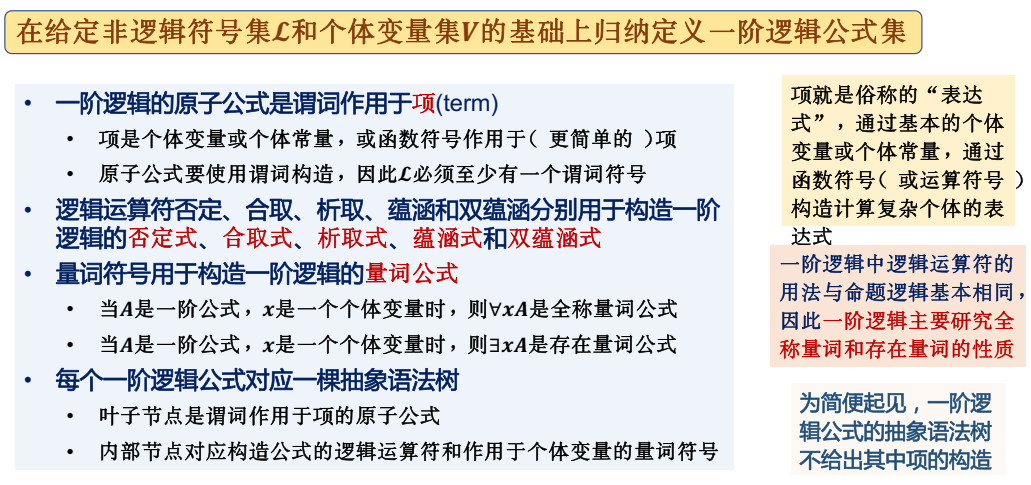 在给定非逻辑符号集𝓛和个体变量集V的基础上归纳定义一阶逻辑公式集
• 一阶逻辑的原子公式是谓词作用于项(term)
• 项是个体变量或个体常量，或函数符号作用于( 更简单的 )项
• 原子公式要使用谓词构造，因此𝓛必须至少有一个谓词符号
• 逻辑运算符否定、合取、析取、蕴涵和双蕴涵分别用于构造一阶
逻辑的否定式、合取式、析取式、蕴涵式和双蕴涵式
• 量词符号用于构造一阶逻辑的量词公式
• 当A是一阶公式，x是一个个体变量时，则∀xA是全称量词公式
• 当A是一阶公式，x是一个个体变量时，则∃xA是存在量词公式
• 每个一阶逻辑公式对应一棵抽象语法树
• 叶子节点是谓词作用于项的原子公式
• 内部节点对应构造公式的逻辑运算符和作用于个体变量的量词符号
项就是俗称的“表达
式”，通过基本的个体
变量或个体常量，通过
函数符号( 或运算符号 )
构造计算复杂个体的表
达式
一阶逻辑中逻辑运算符的
用法与命题逻辑基本相同，
因此一阶逻辑主要研究全
称量词和存在量词的性质
为简便起见，一阶逻
辑公式的抽象语法树
不给出其中项的构造